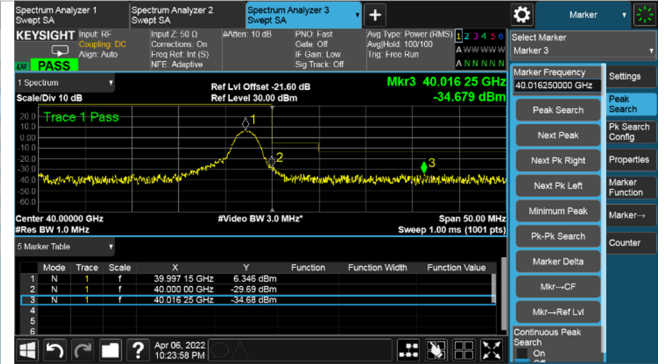 Spectrum Analyzer 1
Swept SA
Spectrum Analyzer 2
Swept SA
Spectrum Analyzer 3
Swept SA
Marker
KEYSIGHT
Input: RF
Coupling: DC
Align: Auto
Input Z: 50 Ω
Corrections: On
Freq Ref: Int (S)
NFE: Adaptive
#Atten: 10 dB
PNO: Fast
Gate: Off
IF Gain: Low
Sig Track: Off
Avg Type: Power (RMS)
Avg|Hold: 100/100
Trig: Free Run
1 2 3 4 5 6
A W W W W W
A N N N N N
LU PASS
1 Spectrum
Scale/Div 10 dB
Ref Lvl Offset -21.60 dB
Ref Level 30.00 dBm
Mkr3 40.016 25 GHz
-34.679 dBm
Trace 1 Pass
20.0
10.0
0.00
-10.0
-20.0
-30.0
-40.0
-50.0
-60.0
1
2
3
Center 40.00000 GHz
#Res BW 1.0 MHz
#Video BW 3.0 MHz*
Span 50.00 MHz
Sweep 1.00 ms (1001 pts)
5 Marker Table
Mode Trace Scale X Y Function Function Width Function Value
1 N 1 f 39.997 15 GHz 6.346 dBm
2 N 1 f 40.000 00 GHz -29.69 dBm
3 N 1 f 40.016 25 GHz -34.68 dBm
4
5
6
Apr 06, 2022
10:23:58 PM
Select Marker
Marker 3
Marker Frequency
40.016250000 GHz
Peak Search
Next Peak
Next Pk Right
Next Pk Left
Minimum Peak
Pk-Pk Search
Marker Delta
Mkr→CF
Mkr→Ref Lvl
Continuous Peak
Search
On
Off
Settings
Peak
Search
Pk Search
Config
Properties
Marker
Function
Marker→
Counter